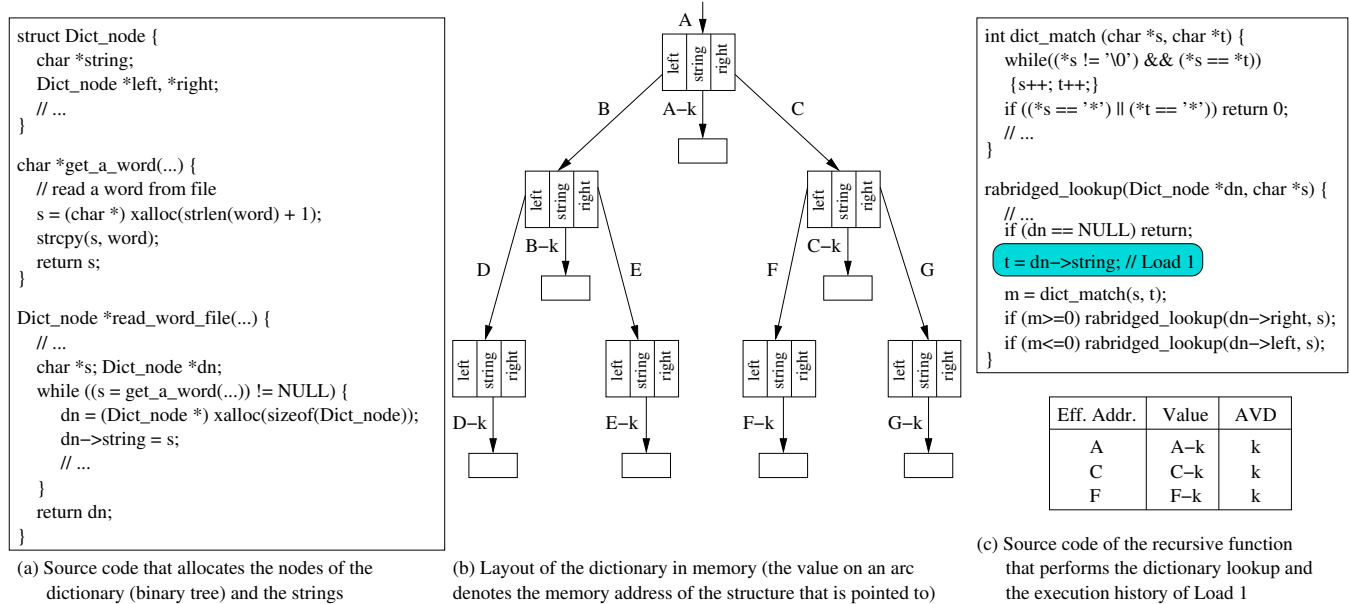 struct Dict_node {
char *string;
Dict_node *left, *right;
// ...
}
char *get_a_word(...) {
// read a word from file
s = (char *) xalloc(strlen(word) + 1);
strcpy(s, word);
return s;
}
Dict_node *read_word_file(...) {
// ...
char *s; Dict_node *dn;
while ((s = get_a_word(...)) != NULL) {
dn = (Dict_node *) xalloc(sizeof(Dict_node));
dn−>string = s;
// ...
}
return dn;
}
(a) Source code that allocates the nodes of the
dictionary (binary tree) and the strings
A
left string right
B
A−k
C
left string right
left string right
D
B−k
E
F
C−k
G
left string right
left string right
left string right
left string right
D−k
E−k
F−k
G−k
(b) Layout of the dictionary in memory (the value on an arc
denotes the memory address of the structure that is pointed to)
int dict_match (char *s, char *t) {
while((*s != '\0') && (*s == *t))
{s++; t++;}
if ((*s == '*') || (*t == '*')) return 0;
// ...
}
rabridged_lookup(Dict_node *dn, char *s) {
// ...
if (dn == NULL) return;
t = dn−>string; // Load 1
m = dict_match(s, t);
if (m>=0) rabridged_lookup(dn−>right, s);
if (m<=0) rabridged_lookup(dn−>left, s);
}
Eff. Addr. Value AVD
A A−k k
C C−k k
F F−k k
(c) Source code of the recursive function
that performs the dictionary lookup and
the execution history of Load 1